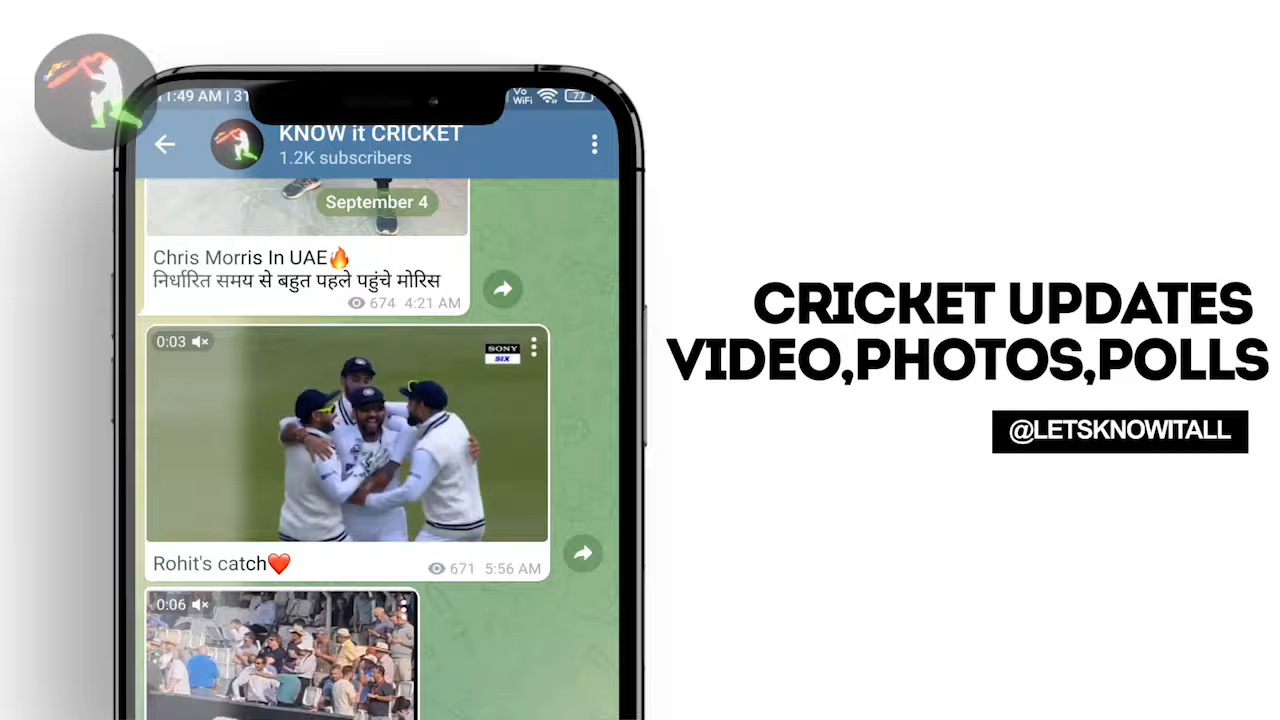 11:49 AM | 31
Vo
WiFi
77
KNOW it CRICKET
1.2K subscribers
September 4
Chris Morris In UAE🔥
निर्धारित समय से बहुत पहले पहुंचे मोरिस
674 4:21 AM
0:03
SONY
SIX
Rohit's catch❤️
671 5:56 AM
0:06
CRICKET UPDATES
VIDEO,PHOTOS,POLLS
@LETSKNOWITALL